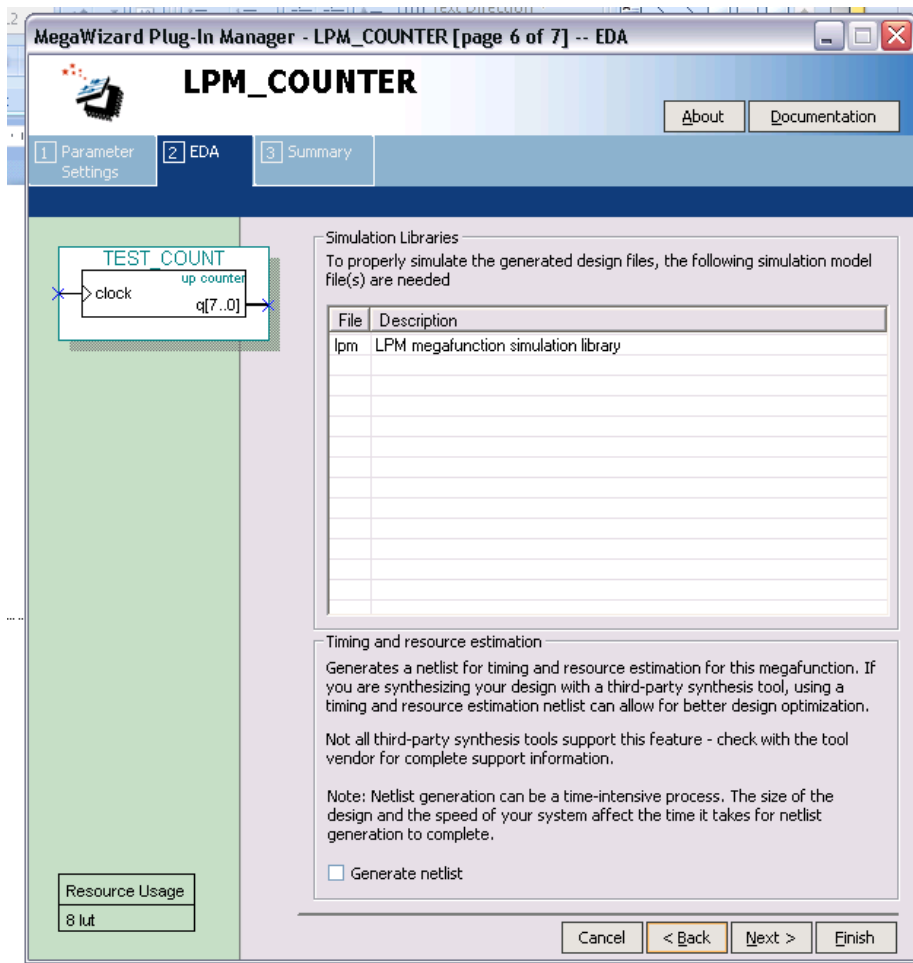 Text Direction
MegaWizard Plug-In Manager - LPM_COUNTER [page 6 of 7] -- EDA
LPM_COUNTER
About
Documentation
1 Parameter
Settings
2 EDA
3 Summary
TEST_COUNT
up counter
clock
q[7..0]
Simulation Libraries
To properly simulate the generated design files, the following simulation model
file(s) are needed
File Description
lpm LPM megafunction simulation library
Timing and resource estimation
Generates a netlist for timing and resource estimation for this megafunction. If
you are synthesizing your design with a third-party synthesis tool, using a
timing and resource estimation netlist can allow for better design optimization.
Not all third-party synthesis tools support this feature - check with the tool
vendor for complete support information.
Note: Netlist generation can be a time-intensive process. The size of the
design and the speed of your system affect the time it takes for netlist
generation to complete.
Generate netlist
Resource Usage
8 lut
Cancel
< Back
Next >
Finish